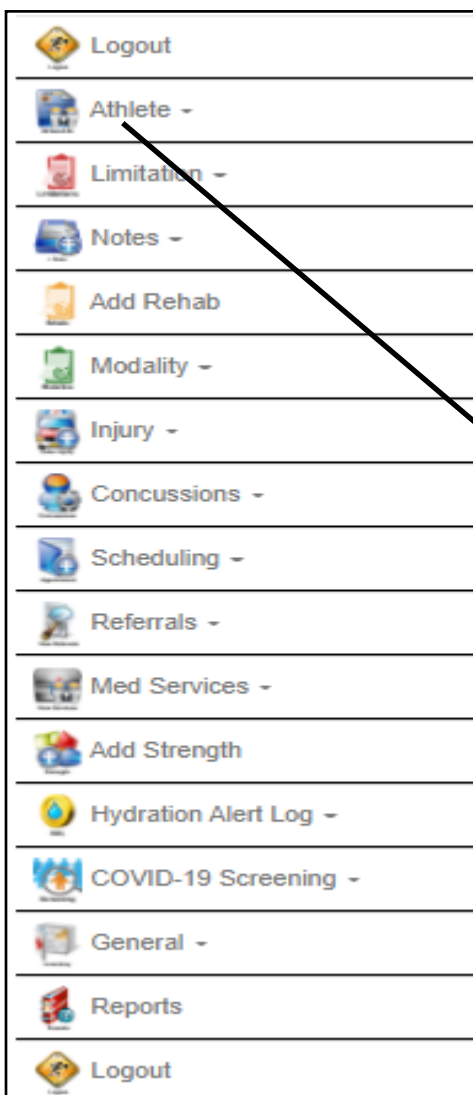 Logout
Athlete
Limitation
Notes
Add Rehab
Modality
Injury
Concussions
Scheduling
Referrals
Med Services
Add Strength
Hydration Alert Log
COVID-19 Screening
General
Reports
Logout